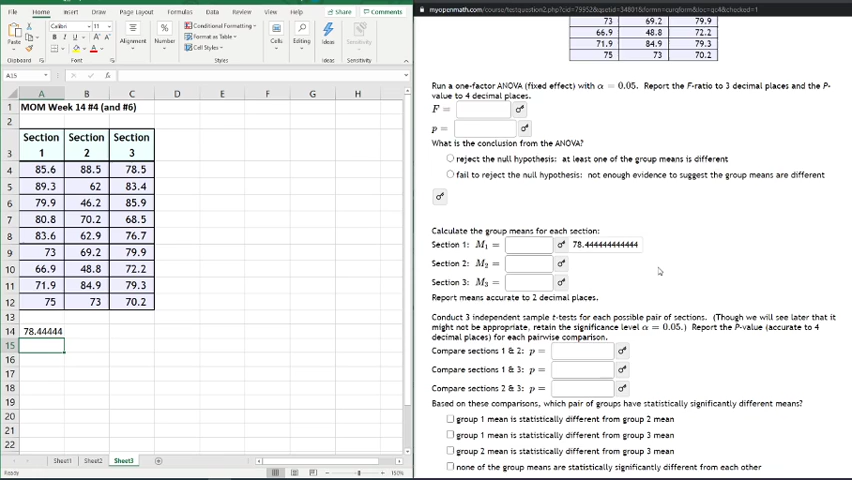 File Home Insert Draw Page Layout Formulas Data Review View Help
Paste
Calibri 11
B I U
Alignment
Number
%
Conditional Formatting
Format as Table
Cell Styles
Cells
Editing
Ideas
Sensitivity
Clipboard
Font
Styles
Ideas
Sensitivity
A15
fx
A B C D E F G H
1 MOM Week 14 #4 (and #6)
2
3 Section 1 Section 2 Section 3
4 85.6 88.5 78.5
5 89.3 62 83.4
6 79.9 46.2 85.9
7 80.8 70.2 68.5
8 83.6 62.9 76.7
9 73 69.2 79.9
10 66.9 48.8 72.2
11 71.9 84.9 79.3
12 75 73 70.2
13
14 78.44444
15
16
17
18
19
20
21
22
Sheet1 Sheet2 Sheet3
Ready
150%
73 69.2 79.9
66.9 48.8 72.2
71.9 84.9 79.3
75 73 70.2
Run a one-factor ANOVA (fixed effect) with α = 0.05. Report the F-ratio to 3 decimal places and the P-
value to 4 decimal places.
F =
p =
What is the conclusion from the ANOVA?
reject the null hypothesis: at least one of the group means is different
fail to reject the null hypothesis: not enough evidence to suggest the group means are different
Calculate the group means for each section:
Section 1: M₁ = 78.444444444444
Section 2: M₂ =
Section 3: M₃ =
Report means accurate to 2 decimal places.
Conduct 3 independent sample t-tests for each possible pair of sections. (Though we will see later that it
might not be appropriate, retain the significance level α = 0.05.) Report the P-value (accurate to 4
decimal places) for each pairwise comparison.
Compare sections 1 & 2: p =
Compare sections 1 & 3: p =
Compare sections 2 & 3: p =
Based on these comparisons, which pair of groups have statistically significantly different means?
group 1 mean is statistically different from group 2 mean
group 1 mean is statistically different from group 3 mean
group 2 mean is statistically different from group 3 mean
none of the group means are statistically significantly different from each other